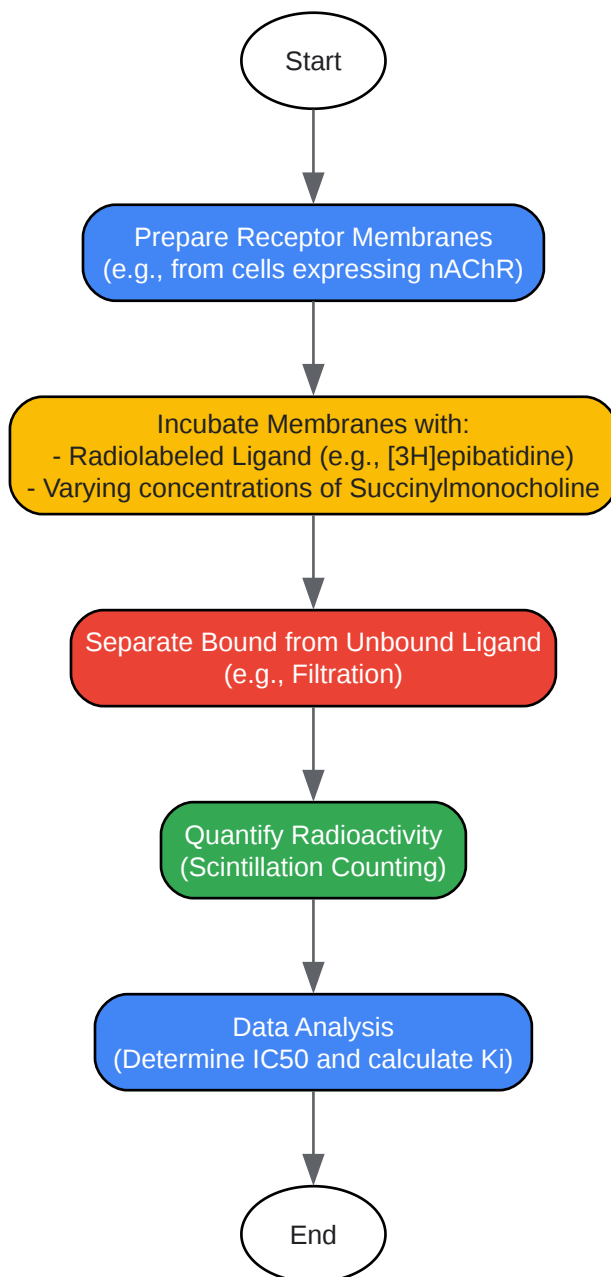 Start
Prepare Receptor Membranes
(e.g., from cells expressing nAChR)
Incubate Membranes with:
- Radiolabeled Ligand (e.g., [3H]epibatidine)
- Varying concentrations of Succinylmonocholine
Separate Bound from Unbound Ligand
(e.g., Filtration)
Quantify Radioactivity
(Scintillation Counting)
Data Analysis
(Determine IC50 and calculate Ki)
End